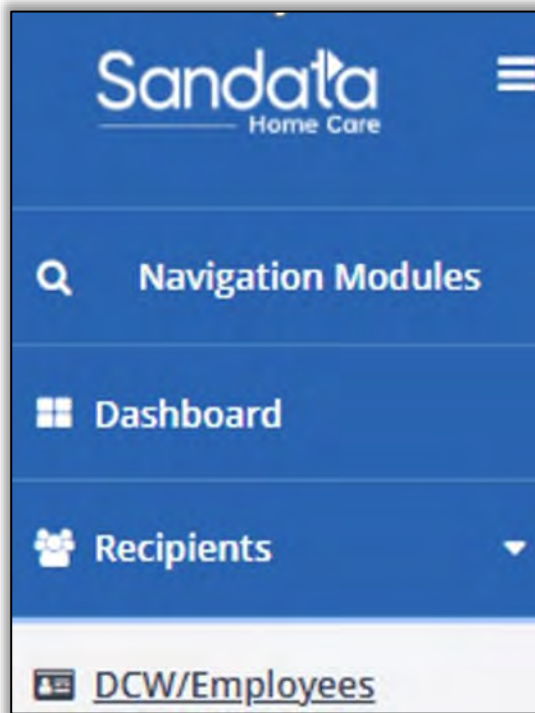 Sandata
Home Care
Navigation Modules
Dashboard
Recipients
DCW/Employees